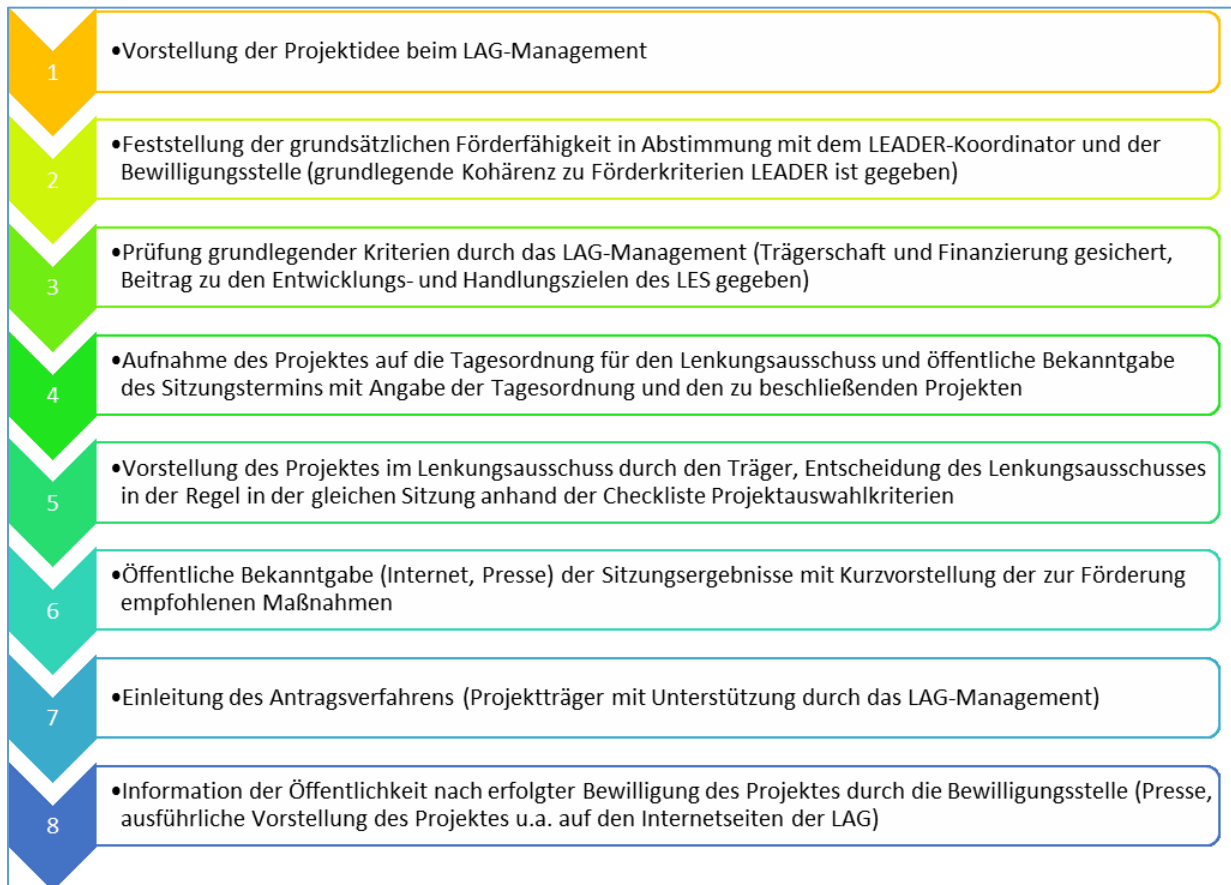 1
•Vorstellung der Projektidee beim LAG-Management
2
•Feststellung der grundsätzlichen Förderfähigkeit in Abstimmung mit dem LEADER-Koordinator und der
Bewilligungsstelle (grundlegende Kohärenz zu Förderkriterien LEADER ist gegeben)
3
•Prüfung grundlegender Kriterien durch das LAG-Management (Trägerschaft und Finanzierung gesichert,
Beitrag zu den Entwicklungs- und Handlungszielen des LES gegeben)
4
•Aufnahme des Projektes auf die Tagesordnung für den Lenkungsausschuss und öffentliche Bekanntgabe
des Sitzungstermins mit Angabe der Tagesordnung und den zu beschließenden Projekten
5
•Vorstellung des Projektes im Lenkungsausschuss durch den Träger, Entscheidung des Lenkungsausschusses
in der Regel in der gleichen Sitzung anhand der Checkliste Projektauswahlkriterien
6
•Öffentliche Bekanntgabe (Internet, Presse) der Sitzungsergebnisse mit Kurzvorstellung der zur Förderung
empfohlenen Maßnahmen
7
•Einleitung des Antragsverfahrens (Projektträger mit Unterstützung durch das LAG-Management)
8
•Information der Öffentlichkeit nach erfolgter Bewilligung des Projektes durch die Bewilligungsstelle (Presse,
ausführliche Vorstellung des Projektes u.a. auf den Internetseiten der LAG)